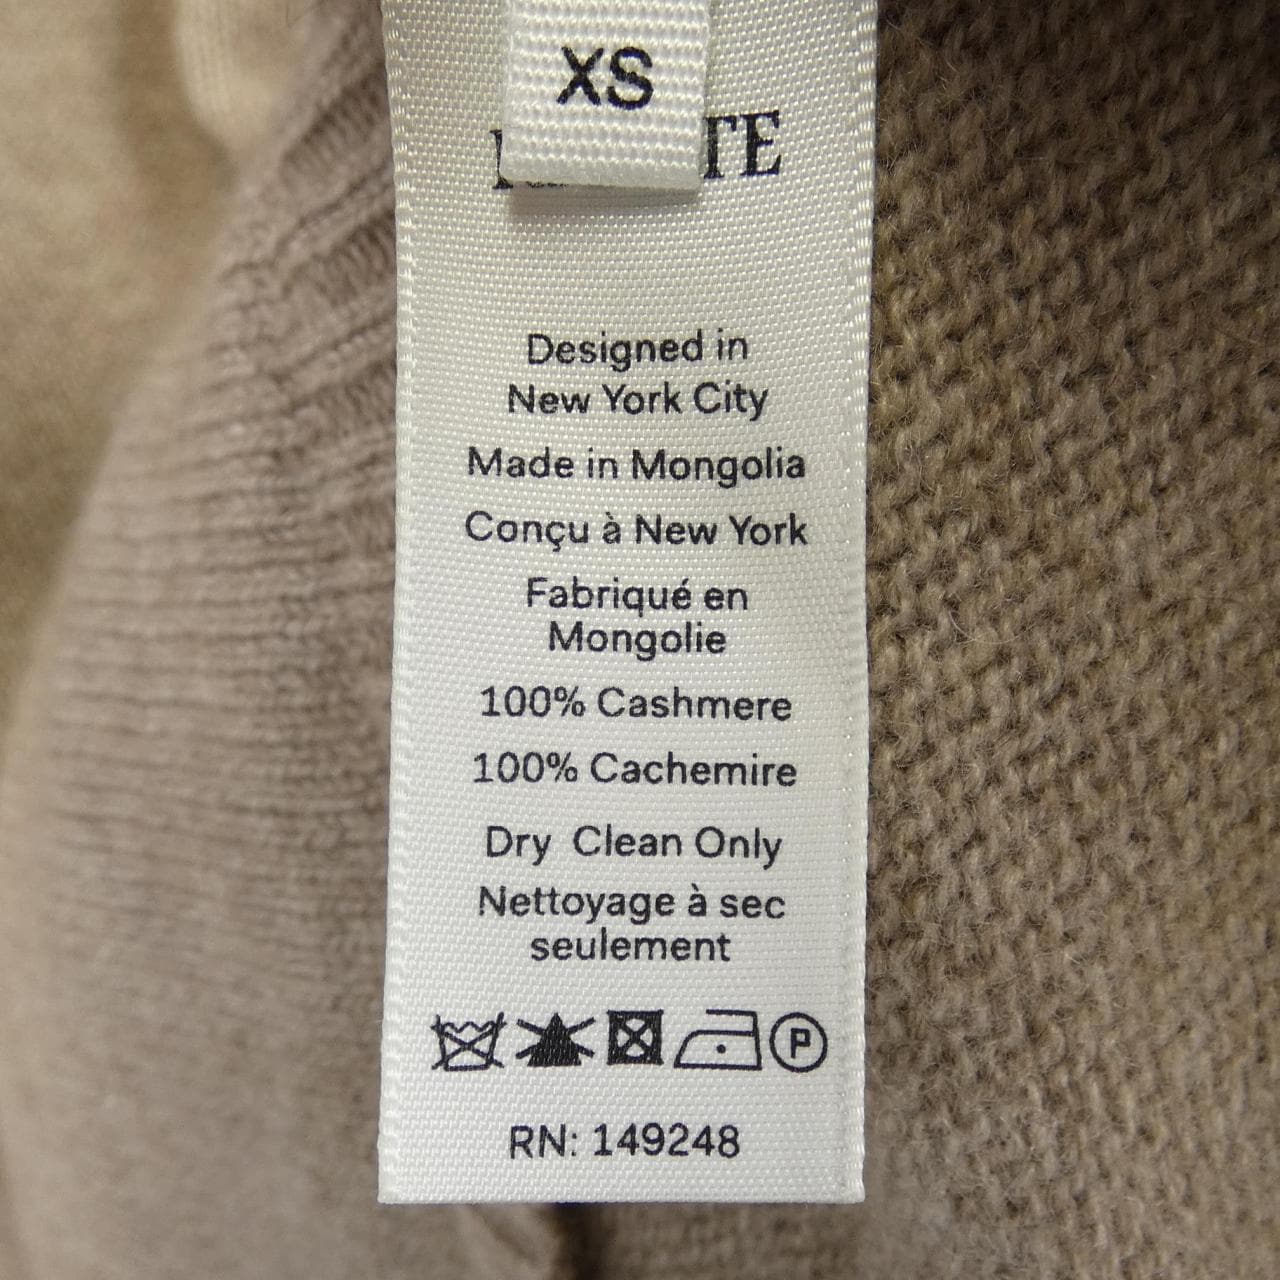 XS
TE
Designed in
New York City
Made in Mongolia
Conçu à New York
Fabriqué en
Mongolie
100% Cashmere
100% Cachemire
Dry Clean Only
Nettoyage à sec
seulement
P
RN: 149248